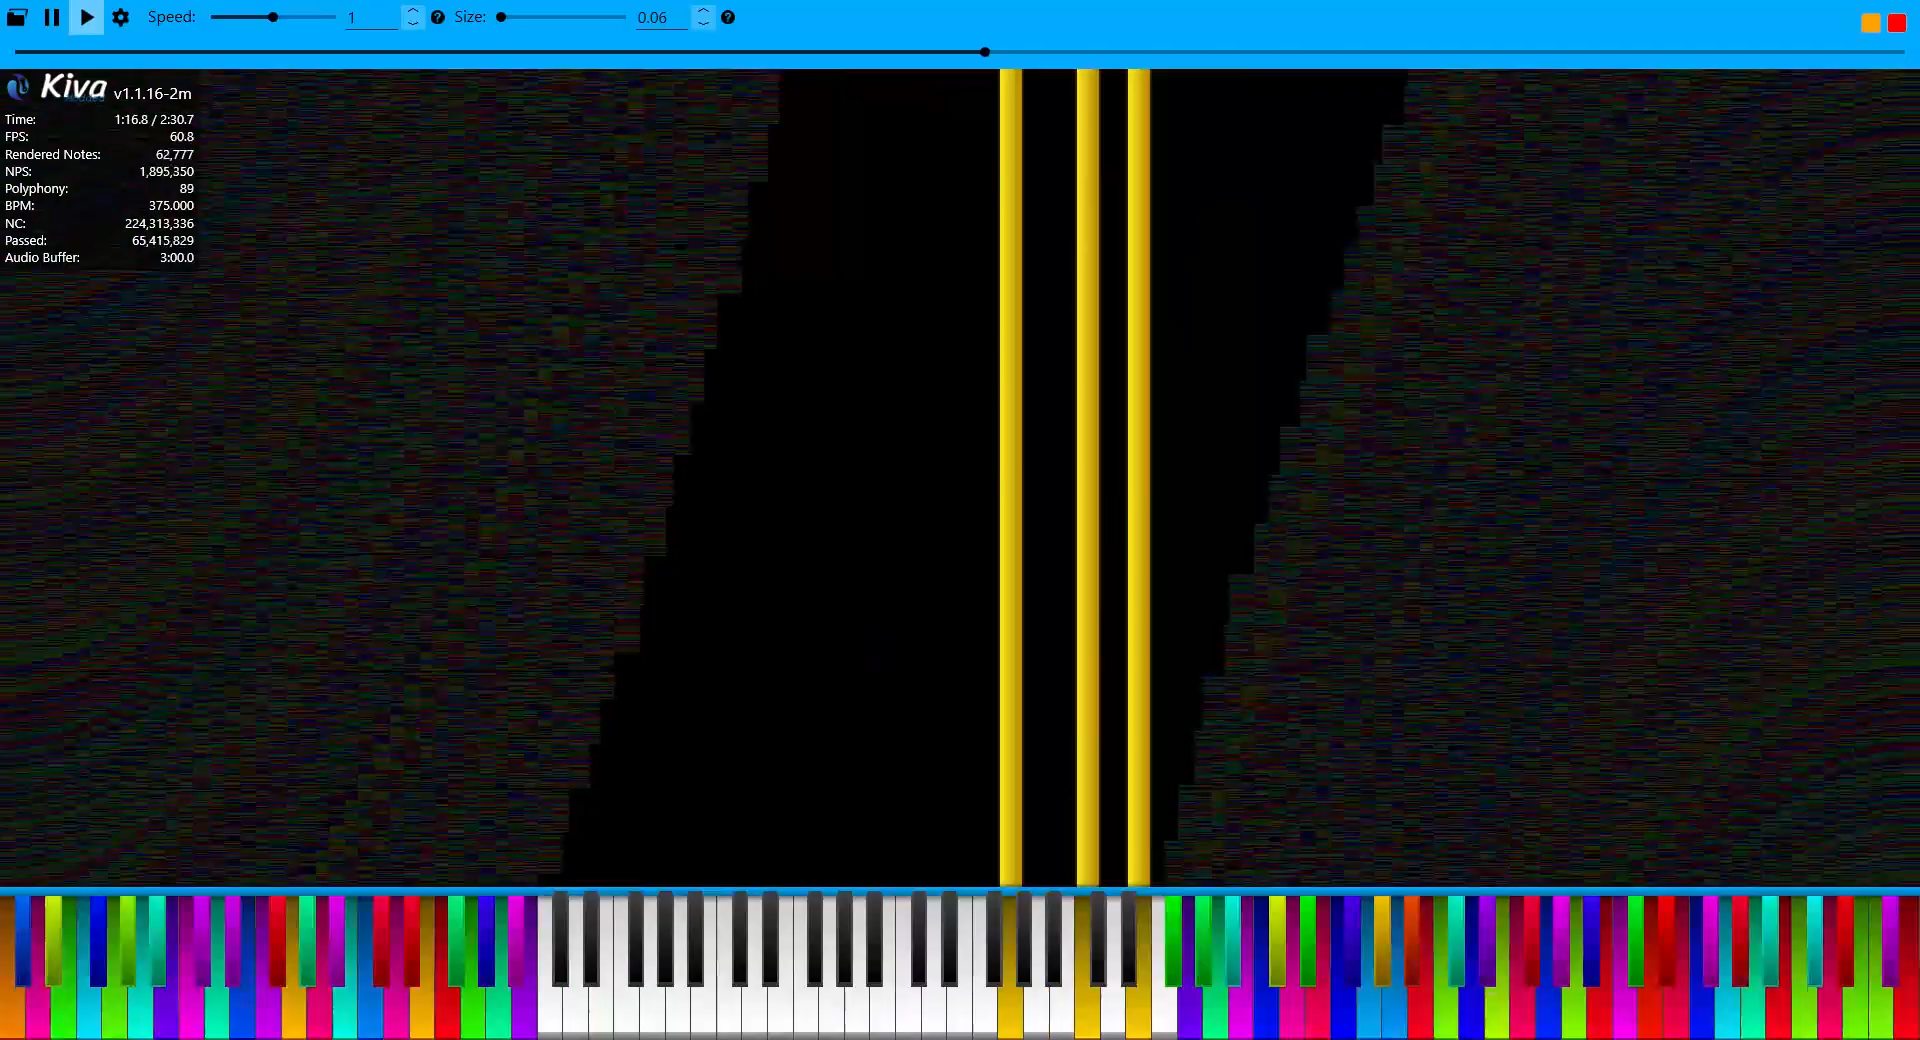 Speed: 1 ? Size: 0.06 ?
Kiva v1.1.16-2m
Time: 1:16.8 / 2:30.7
FPS: 60.8
Rendered Notes: 62,777
NPS: 1,895,350
Polyphony: 89
BPM: 375.000
NC: 224,313,336
Passed: 65,415,829
Audio Buffer: 3:00.0